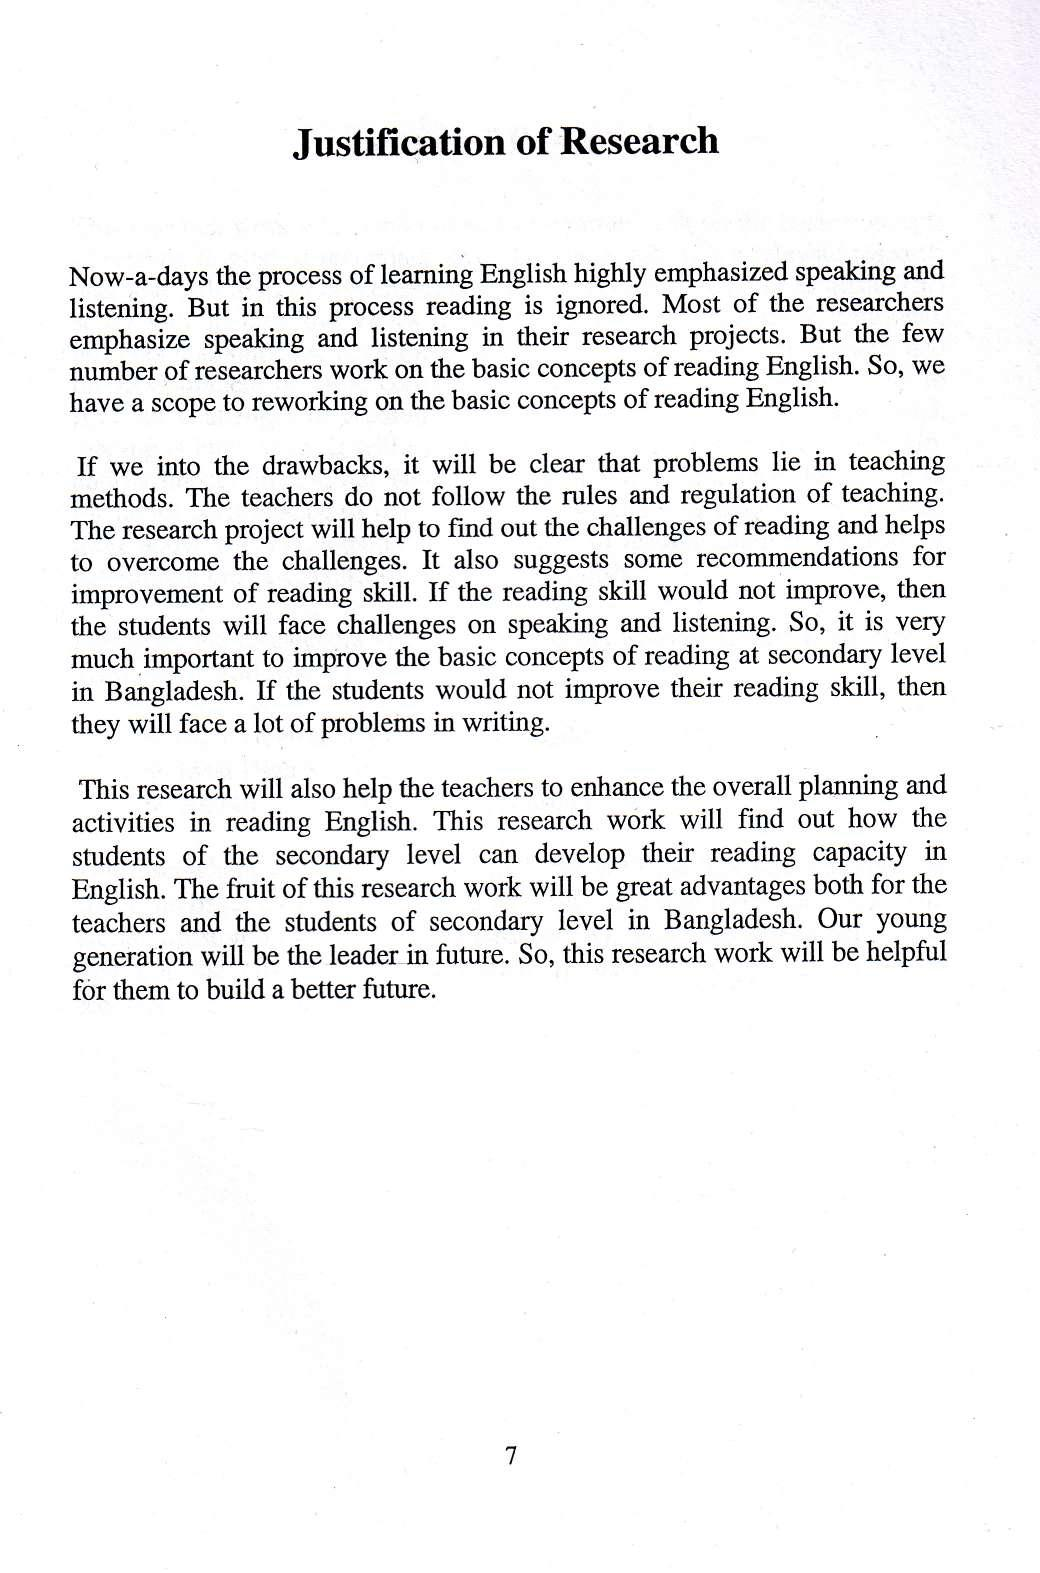 Justification of Research
Now-a-days the process of learning English highly emphasized speaking and
listening. But in this process reading is ignored. Most of the researchers
emphasize speaking and listening in their research projects. But the few
number of researchers work on the basic concepts of reading English. So, we
have a scope to reworking on the basic concepts of reading English.
If we into the drawbacks, it will be clear that problems lie in teaching
methods. The teachers do not follow the rules and regulation of teaching.
The research project will help to find out the challenges of reading and helps
to overcome the challenges. It also suggests some recommendations for
improvement of reading skill. If the reading skill would not improve, then
the students will face challenges on speaking and listening. So, it is very
much important to improve the basic concepts of reading at secondary level
in Bangladesh. If the students would not improve their reading skill, then
they will face a lot of problems in writing.
This research will also help the teachers to enhance the overall planning and
activities in reading English. This research work will find out how the
students of the secondary level can develop their reading capacity in
English. The fruit of this research work will be great advantages both for the
teachers and the students of secondary level in Bangladesh. Our young
generation will be the leader in future. So, this research work will be helpful
for them to build a better future.
7